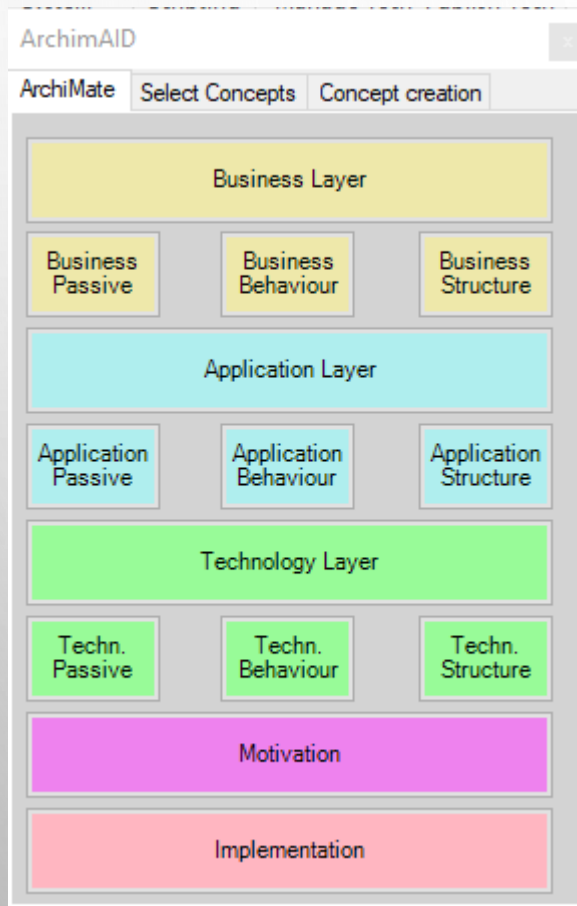 ArchimAID
x
ArchiMate Select Concepts Concept creation
Business Layer
Business Business Business
Passive Behaviour Structure
Application Layer
Application Application Application
Passive Behaviour Structure
Technology Layer
Techn. Techn. Techn.
Passive Behaviour Structure
Motivation
Implementation